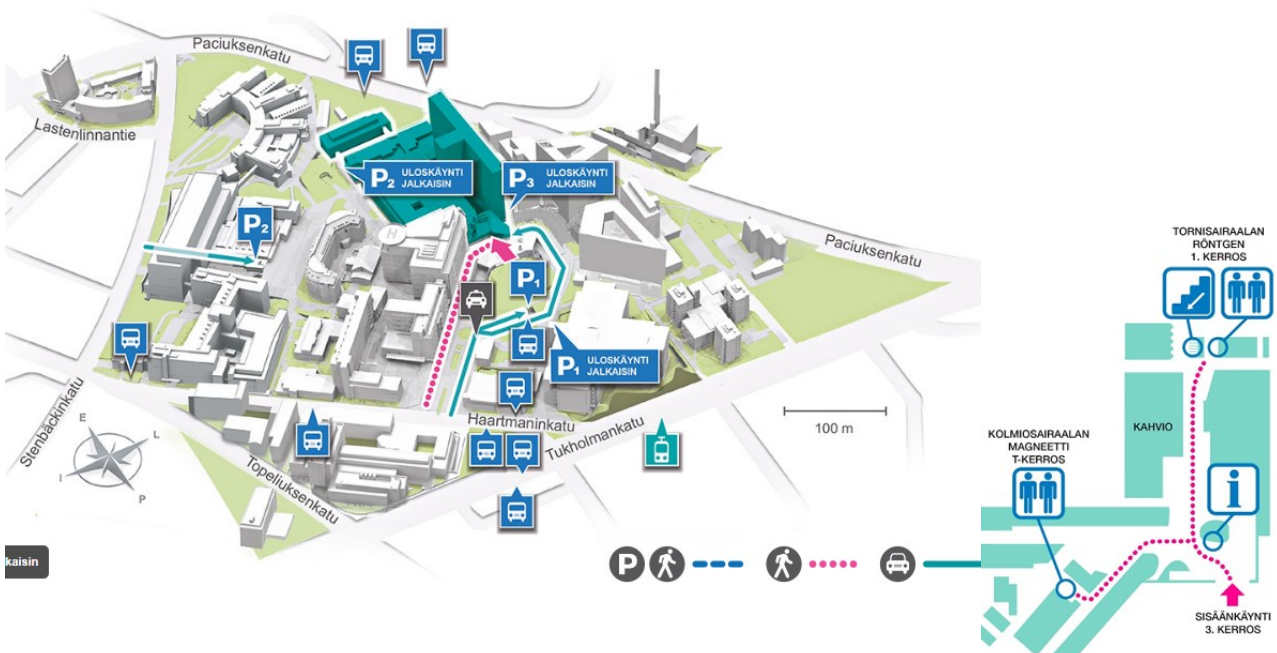 Paciuksenkatu
Lastenlinnantie
P2 ULOSKÄYNTI
JALKAISIN
P3 ULOSKÄYNTI
JALKAISIN
P2
H
Paciuksenkatu
P1
P1 ULOSKÄYNTI
JALKAISIN
Stenbäckinkatu
Haartmaninkatu
Tukholmankatu
100 m
Topeliuksenkatu
E
L
I
P
kaisin
P
TORNISAIRAALAN
RÖNTGEN
1. KERROS
KAHVIO
KOLMIOSAIRAALAN
MAGNEETTI
T-KERROS
i
SISÄÄNKÄYNTI
3. KERROS